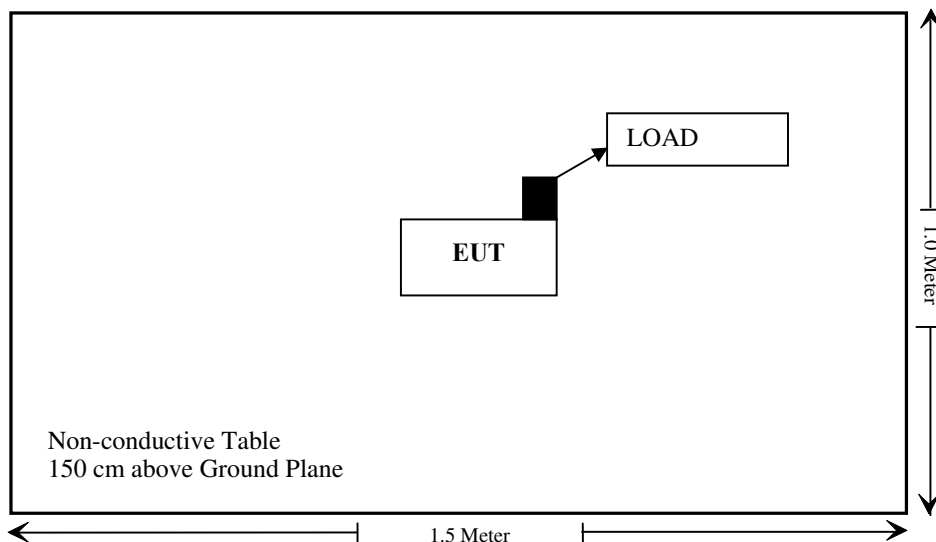 LOAD
EUT
1.0 Meter
Non-conductive Table
150 cm above Ground Plane
1.5 Meter